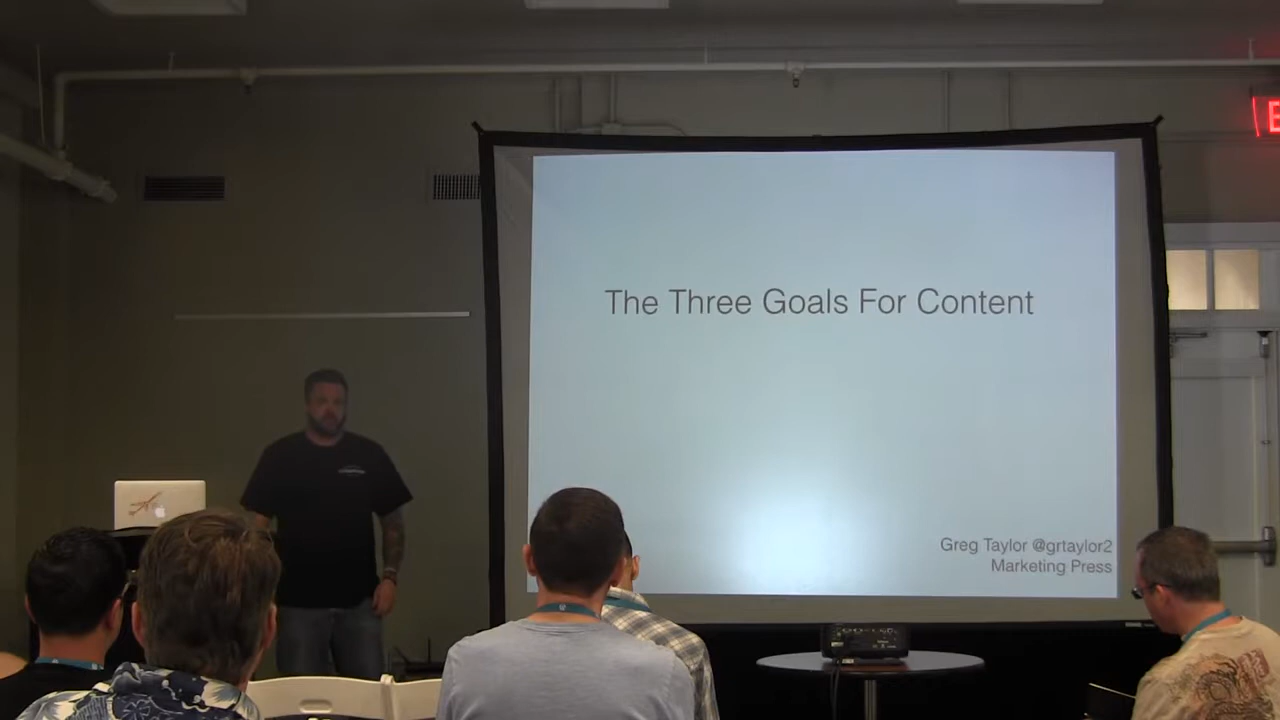 The Three Goals For Content
Greg Taylor @grtaylor2
Marketing Press